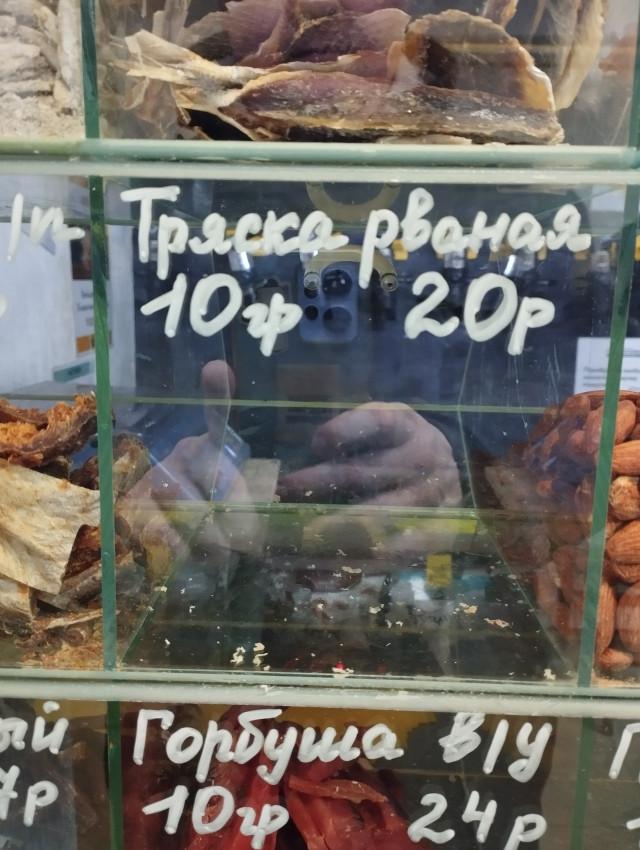 Тряска рваная
10гр 20р
Горбуша в/у
10гр 24р